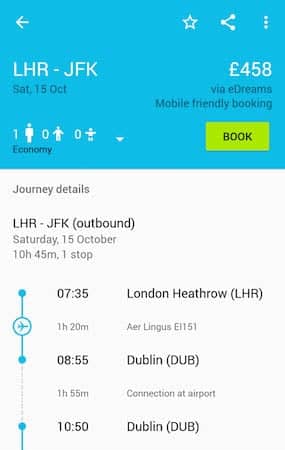 LHR - JFK £458
Sat, 15 Oct via eDreams
Mobile friendly booking
1 0 0 BOOK
Economy
Journey details
LHR - JFK (outbound)
Saturday, 15 October
10h 45m, 1 stop
07:35 London Heathrow (LHR)
1h 20m Aer Lingus EI151
08:55 Dublin (DUB)
1h 55m Connection at airport
10:50 Dublin (DUB)